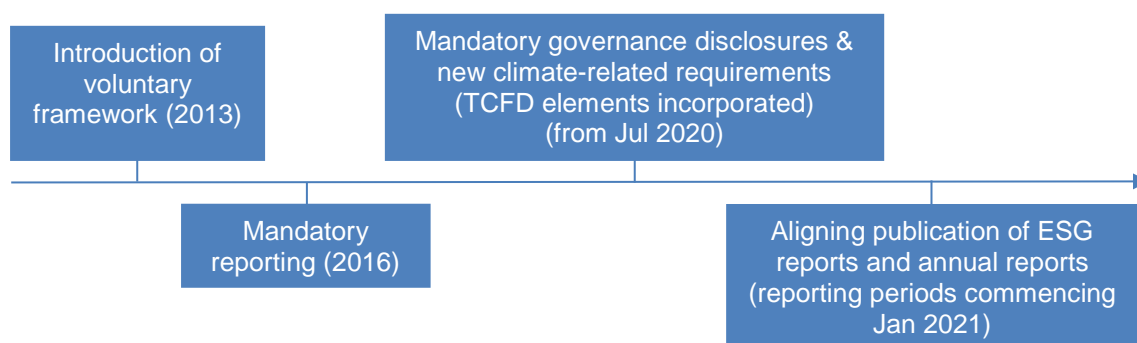 Introduction of
voluntary
framework (2013)
Mandatory
reporting (2016)
Mandatory governance disclosures &
new climate-related requirements
(TCFD elements incorporated)
(from Jul 2020)
Aligning publication of ESG
reports and annual reports
(reporting periods commencing
Jan 2021)